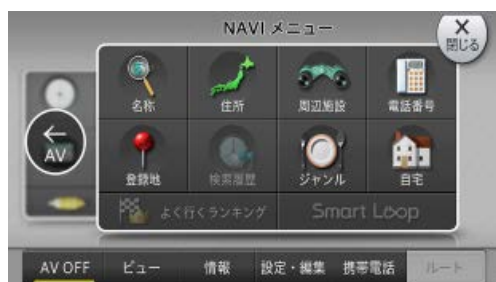 NAVI メニュー
X
閉じる
名称
住所
周辺施設
電話番号
AV
登録地
検索履歴
ジャンル
自宅
よく行くランキング
Smart Loop
AV OFF
ビュー
情報
設定・編集
携帯電話
ルート